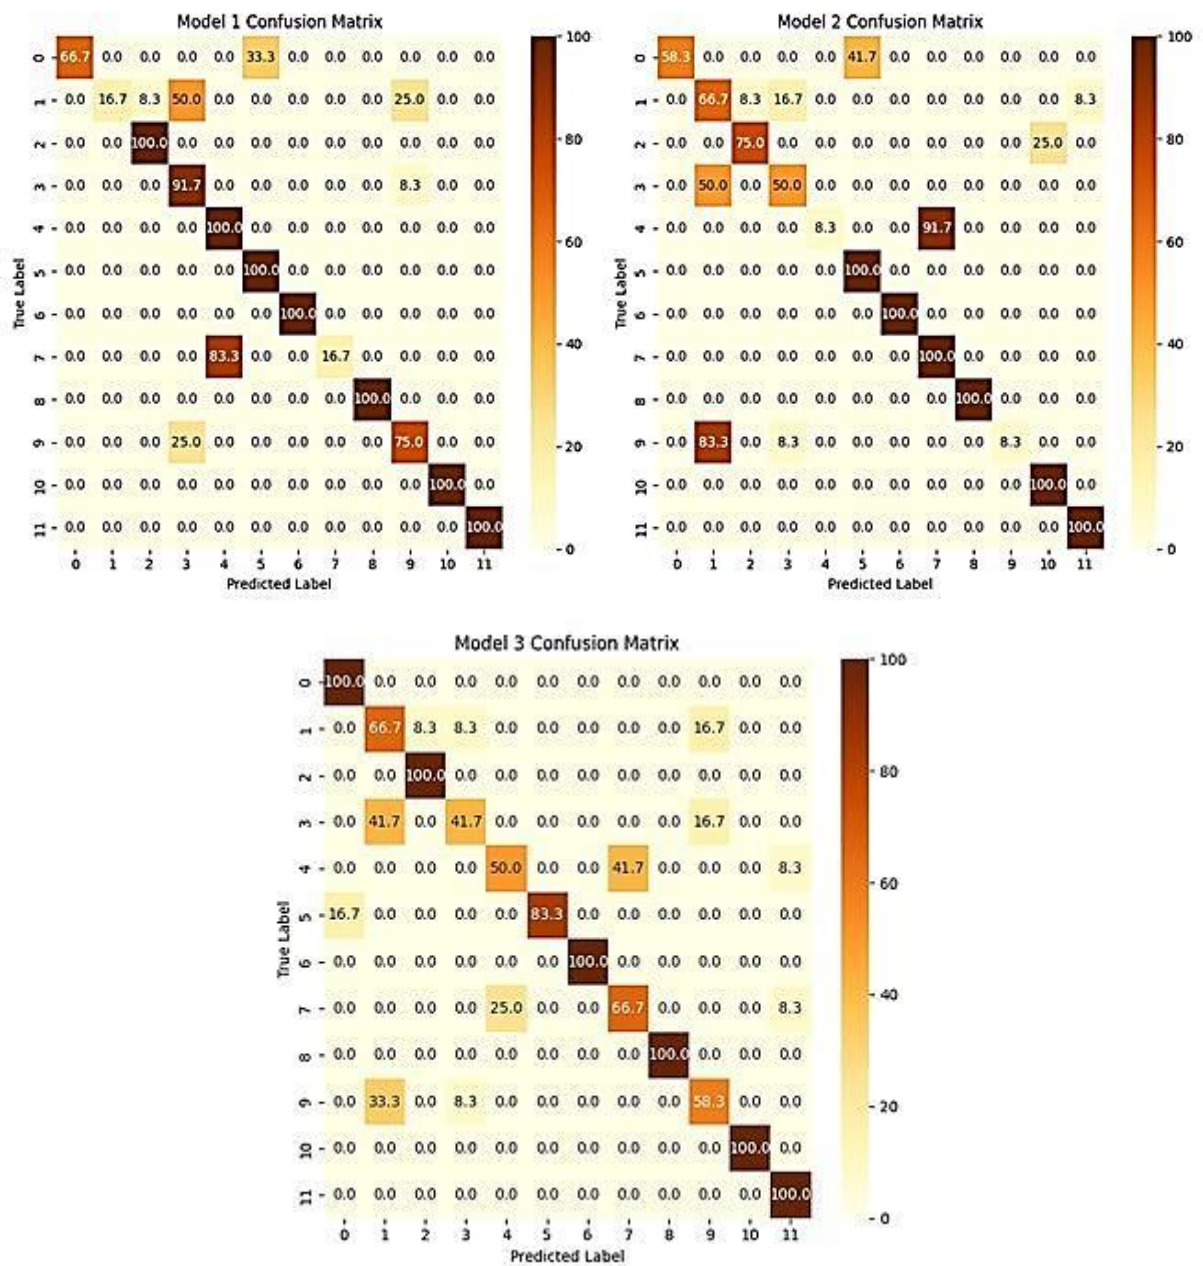 Model 1 Confusion Matrix
0 66.7 0.0 0.0 0.0 0.0 33.3 0.0 0.0 0.0 0.0 0.0 0.0
1 0.0 16.7 8.3 50.0 0.0 0.0 0.0 0.0 0.0 25.0 0.0 0.0
2 0.0 0.0 100.0 0.0 0.0 0.0 0.0 0.0 0.0 0.0 0.0 0.0
3 0.0 0.0 0.0 91.7 0.0 0.0 0.0 0.0 0.0 8.3 0.0 0.0
4 0.0 0.0 0.0 0.0 100.0 0.0 0.0 0.0 0.0 0.0 0.0 0.0
5 0.0 0.0 0.0 0.0 0.0 100.0 0.0 0.0 0.0 0.0 0.0 0.0
6 0.0 0.0 0.0 0.0 0.0 0.0 100.0 0.0 0.0 0.0 0.0 0.0
7 0.0 0.0 0.0 0.0 83.3 0.0 0.0 16.7 0.0 0.0 0.0 0.0
8 0.0 0.0 0.0 0.0 0.0 0.0 0.0 0.0 100.0 0.0 0.0 0.0
9 0.0 0.0 0.0 25.0 0.0 0.0 0.0 0.0 0.0 75.0 0.0 0.0
10 0.0 0.0 0.0 0.0 0.0 0.0 0.0 0.0 0.0 0.0 100.0 0.0
11 0.0 0.0 0.0 0.0 0.0 0.0 0.0 0.0 0.0 0.0 0.0 100.0
0 1 2 3 4 5 6 7 8 9 10 11
Predicted Label
True Label
100
80
60
40
20
0
Model 2 Confusion Matrix
0 58.3 0.0 0.0 0.0 0.0 41.7 0.0 0.0 0.0 0.0 0.0 0.0
1 0.0 66.7 8.3 16.7 0.0 0.0 0.0 0.0 0.0 0.0 0.0 8.3
2 0.0 0.0 75.0 0.0 0.0 0.0 0.0 0.0 0.0 0.0 25.0 0.0
3 0.0 50.0 0.0 50.0 0.0 0.0 0.0 0.0 0.0 0.0 0.0 0.0
4 0.0 0.0 0.0 0.0 8.3 0.0 0.0 91.7 0.0 0.0 0.0 0.0
5 0.0 0.0 0.0 0.0 0.0 100.0 0.0 0.0 0.0 0.0 0.0 0.0
6 0.0 0.0 0.0 0.0 0.0 0.0 100.0 0.0 0.0 0.0 0.0 0.0
7 0.0 0.0 0.0 0.0 0.0 0.0 0.0 100.0 0.0 0.0 0.0 0.0
8 0.0 0.0 0.0 0.0 0.0 0.0 0.0 0.0 100.0 0.0 0.0 0.0
9 0.0 83.3 0.0 8.3 0.0 0.0 0.0 0.0 0.0 8.3 0.0 0.0
10 0.0 0.0 0.0 0.0 0.0 0.0 0.0 0.0 0.0 0.0 100.0 0.0
11 0.0 0.0 0.0 0.0 0.0 0.0 0.0 0.0 0.0 0.0 0.0 100.0
0 1 2 3 4 5 6 7 8 9 10 11
Predicted Label
True Label
100
80
60
40
20
0
Model 3 Confusion Matrix
0 100.0 0.0 0.0 0.0 0.0 0.0 0.0 0.0 0.0 0.0 0.0 0.0
1 0.0 66.7 8.3 8.3 0.0 0.0 0.0 0.0 0.0 16.7 0.0 0.0
2 0.0 0.0 100.0 0.0 0.0 0.0 0.0 0.0 0.0 0.0 0.0 0.0
3 0.0 41.7 0.0 41.7 0.0 0.0 0.0 0.0 0.0 16.7 0.0 0.0
4 0.0 0.0 0.0 0.0 50.0 0.0 0.0 41.7 0.0 0.0 0.0 8.3
5 16.7 0.0 0.0 0.0 0.0 83.3 0.0 0.0 0.0 0.0 0.0 0.0
6 0.0 0.0 0.0 0.0 0.0 0.0 100.0 0.0 0.0 0.0 0.0 0.0
7 0.0 0.0 0.0 0.0 25.0 0.0 0.0 66.7 0.0 0.0 0.0 8.3
8 0.0 0.0 0.0 0.0 0.0 0.0 0.0 0.0 100.0 0.0 0.0 0.0
9 0.0 33.3 0.0 8.3 0.0 0.0 0.0 0.0 0.0 58.3 0.0 0.0
10 0.0 0.0 0.0 0.0 0.0 0.0 0.0 0.0 0.0 0.0 100.0 0.0
11 0.0 0.0 0.0 0.0 0.0 0.0 0.0 0.0 0.0 0.0 0.0 100.0
0 1 2 3 4 5 6 7 8 9 10 11
Predicted Label
True Label
100
80
60
40
20
0